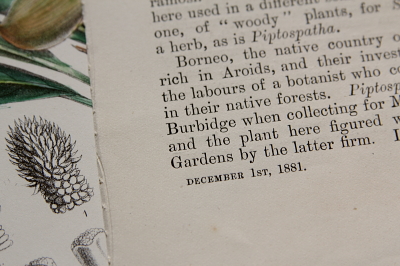 here used in a different s
one, of "woody" plants, for S
a herb, as is Piptospatha.
Borneo, the native country o
rich in Aroids, and their invest
the labours of a botanist who co
in their native forests. Piptosp
Burbidge when collecting for M
and the plant here figured w
Gardens by the latter firm. I
DECEMBER 1ST, 1881.